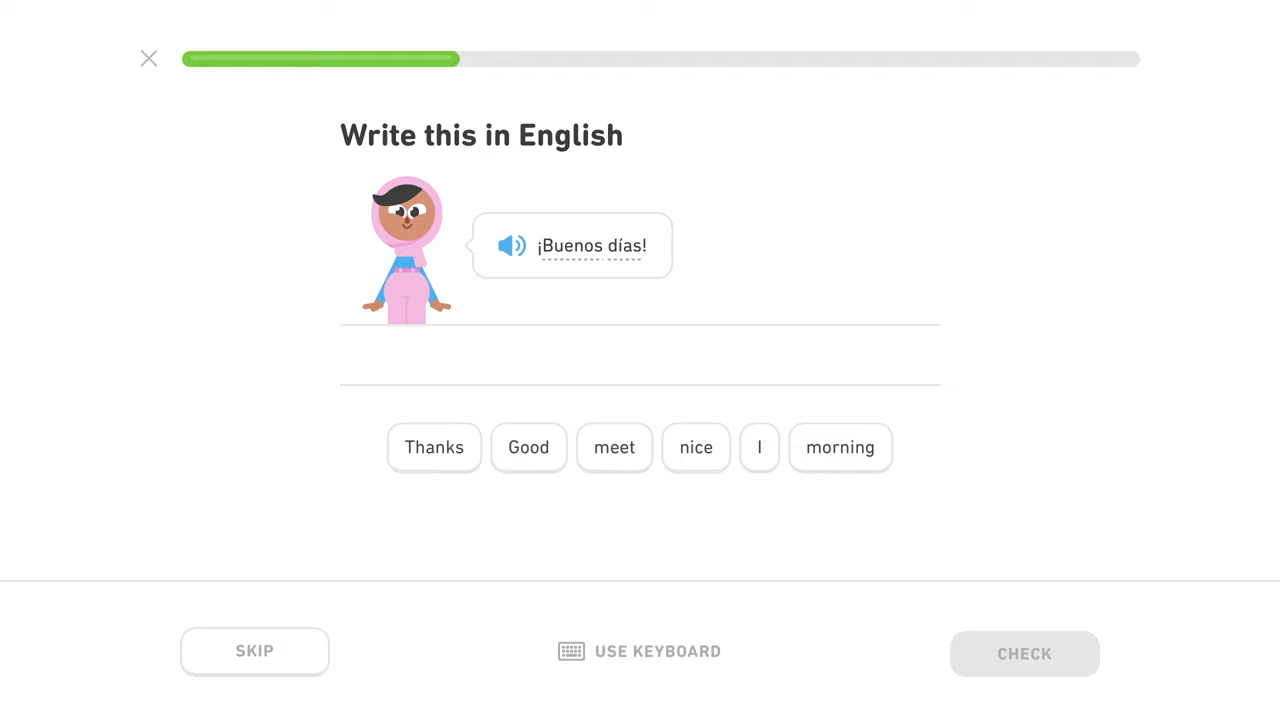 Write this in English
¡Buenos días!
Thanks Good meet nice I morning
SKIP USE KEYBOARD CHECK